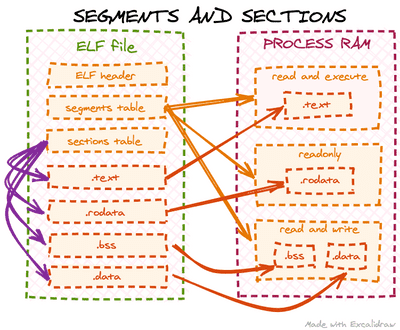 SEGMENTS AND SECTIONS
ELF file
ELF header
segments table
sections table
.text
.rodata
.bss
.data
PROCESS RAM
read and execute
.text
readonly
.rodata
read and write
.bss
.data
Made with Excalidraw